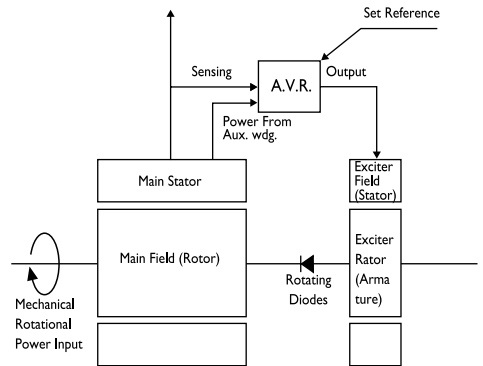 Set Reference
Sensing
A.V.R.
Output
Power From
Aux. wdg.
Main Stator
Exciter
Field
(Stator)
Main Field (Rotor)
Exciter
Rator
(Arma
ture)
Rotating
Diodes
Mechanical
Rotational
Power Input